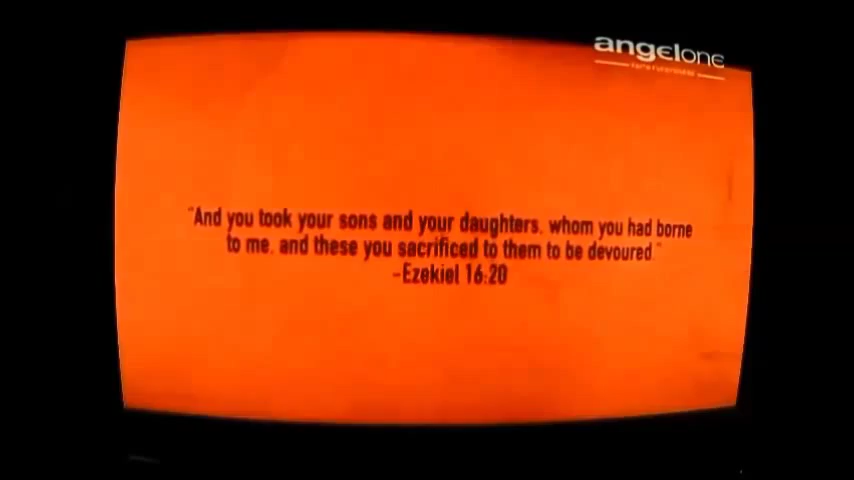 angelone
"And you took your sons and your daughters, whom you had borne
to me, and these you sacrificed to them to be devoured."
-Ezekiel 16:20